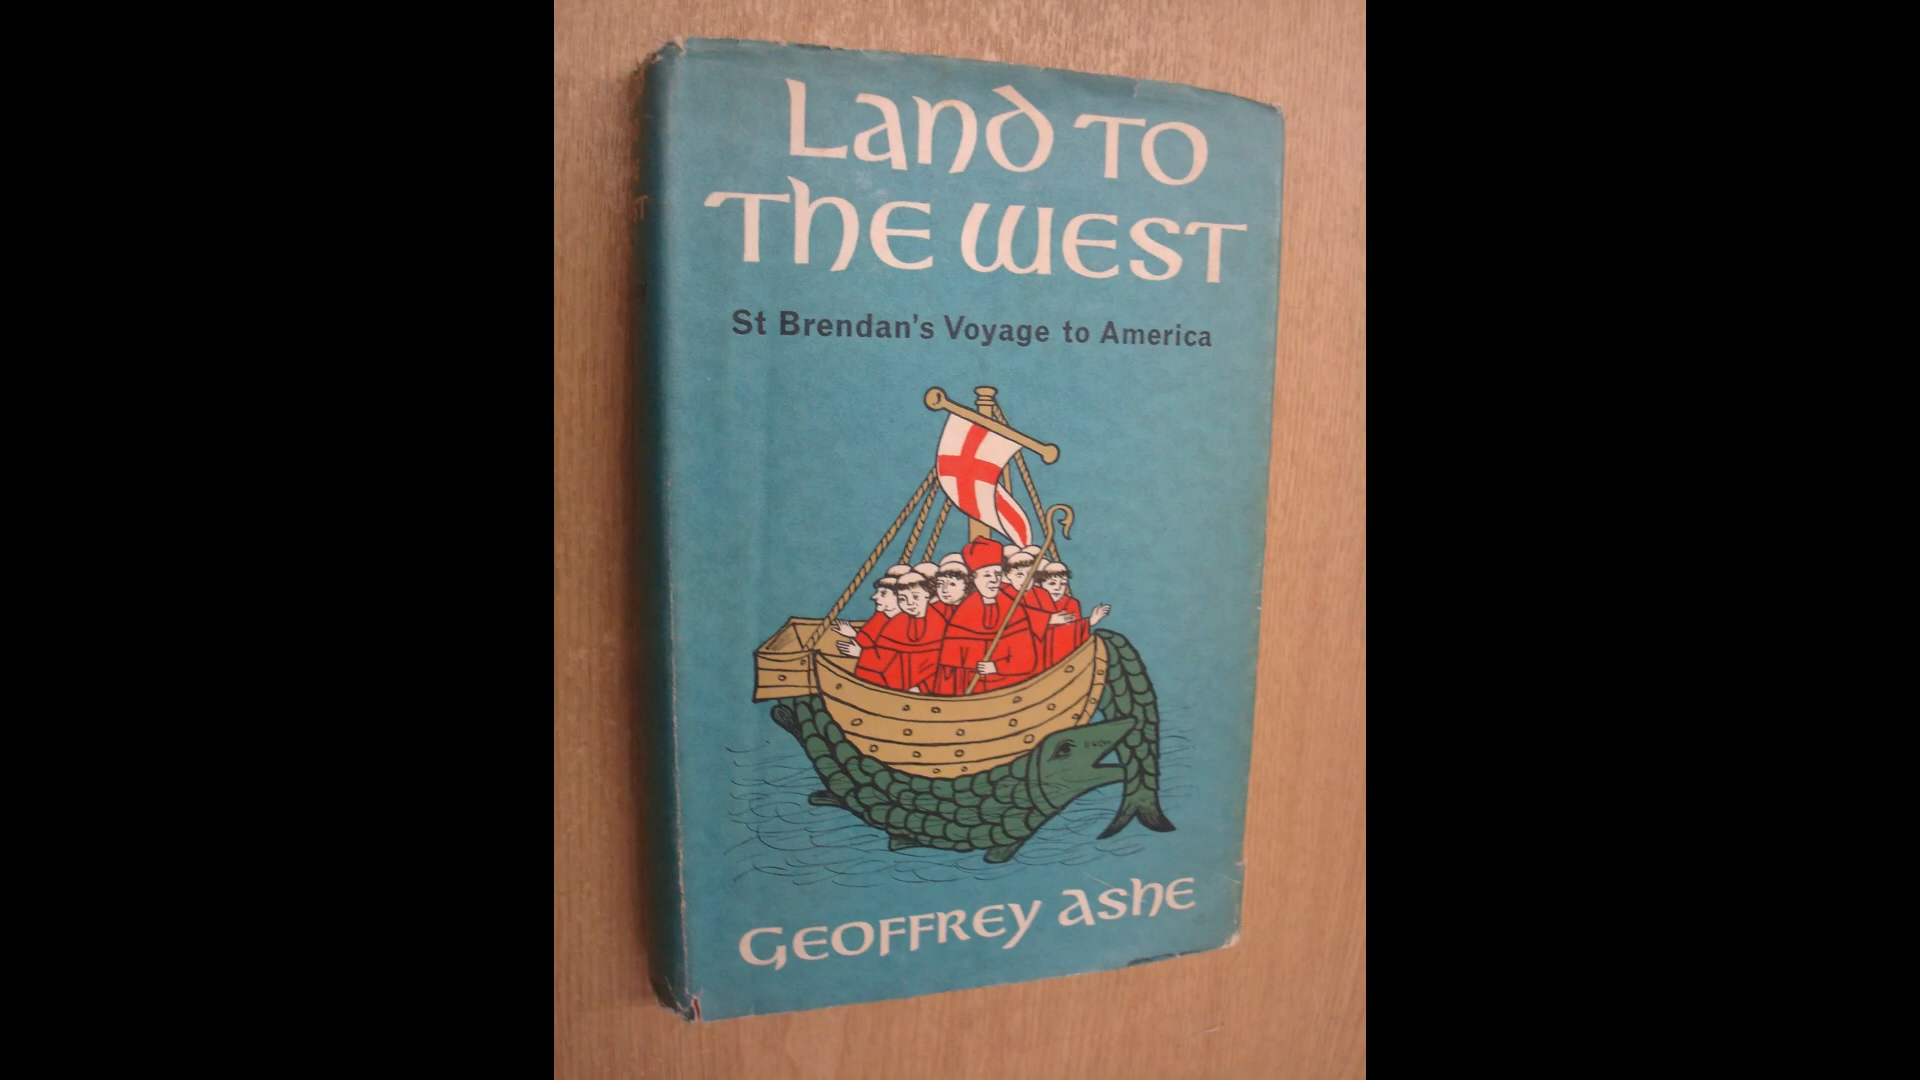 Land to
the West
St Brendan's Voyage to America
Geoffrey Ashe